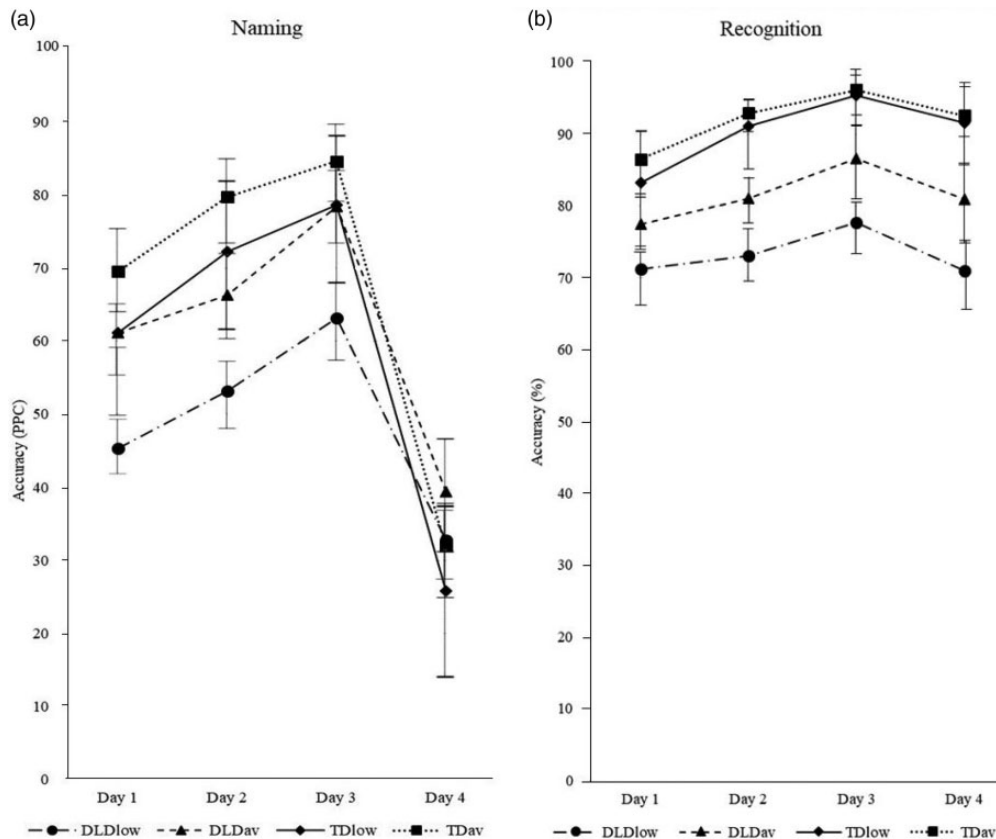 (a)
Naming
100
90
80
70
60
50
40
30
20
10
0
Accuracy (PPC)
Day 1 Day 2 Day 3 Day 4
DLDlow DLDav TDlow TDav
(b)
Recognition
100
90
80
70
60
50
40
30
20
10
0
Accuracy (%)
Day 1 Day 2 Day 3 Day 4
DLDlow DLDav TDlow TDav